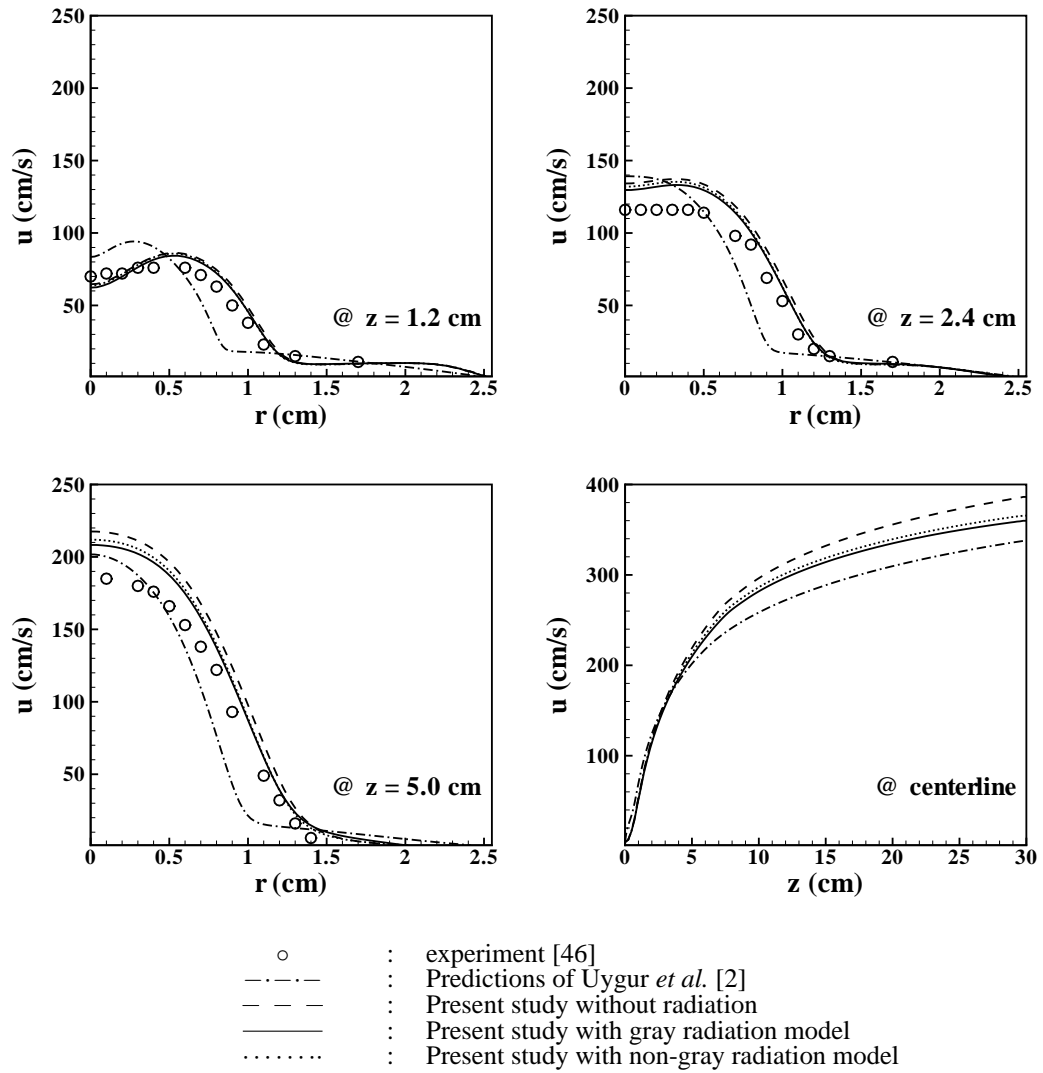 250
200
150
100
50
u (cm/s)
0 0.5 1 1.5 2 2.5
r (cm)
@ z = 1.2 cm
250
200
150
100
50
u (cm/s)
0 0.5 1 1.5 2 2.5
r (cm)
@ z = 2.4 cm
250
200
150
100
50
u (cm/s)
0 0.5 1 1.5 2 2.5
r (cm)
@ z = 5.0 cm
400
300
200
100
u (cm/s)
0 5 10 15 20 25 30
z (cm)
@ centerline
: experiment [46]
: Predictions of Uygur et al. [2]
: Present study without radiation
: Present study with gray radiation model
: Present study with non-gray radiation model